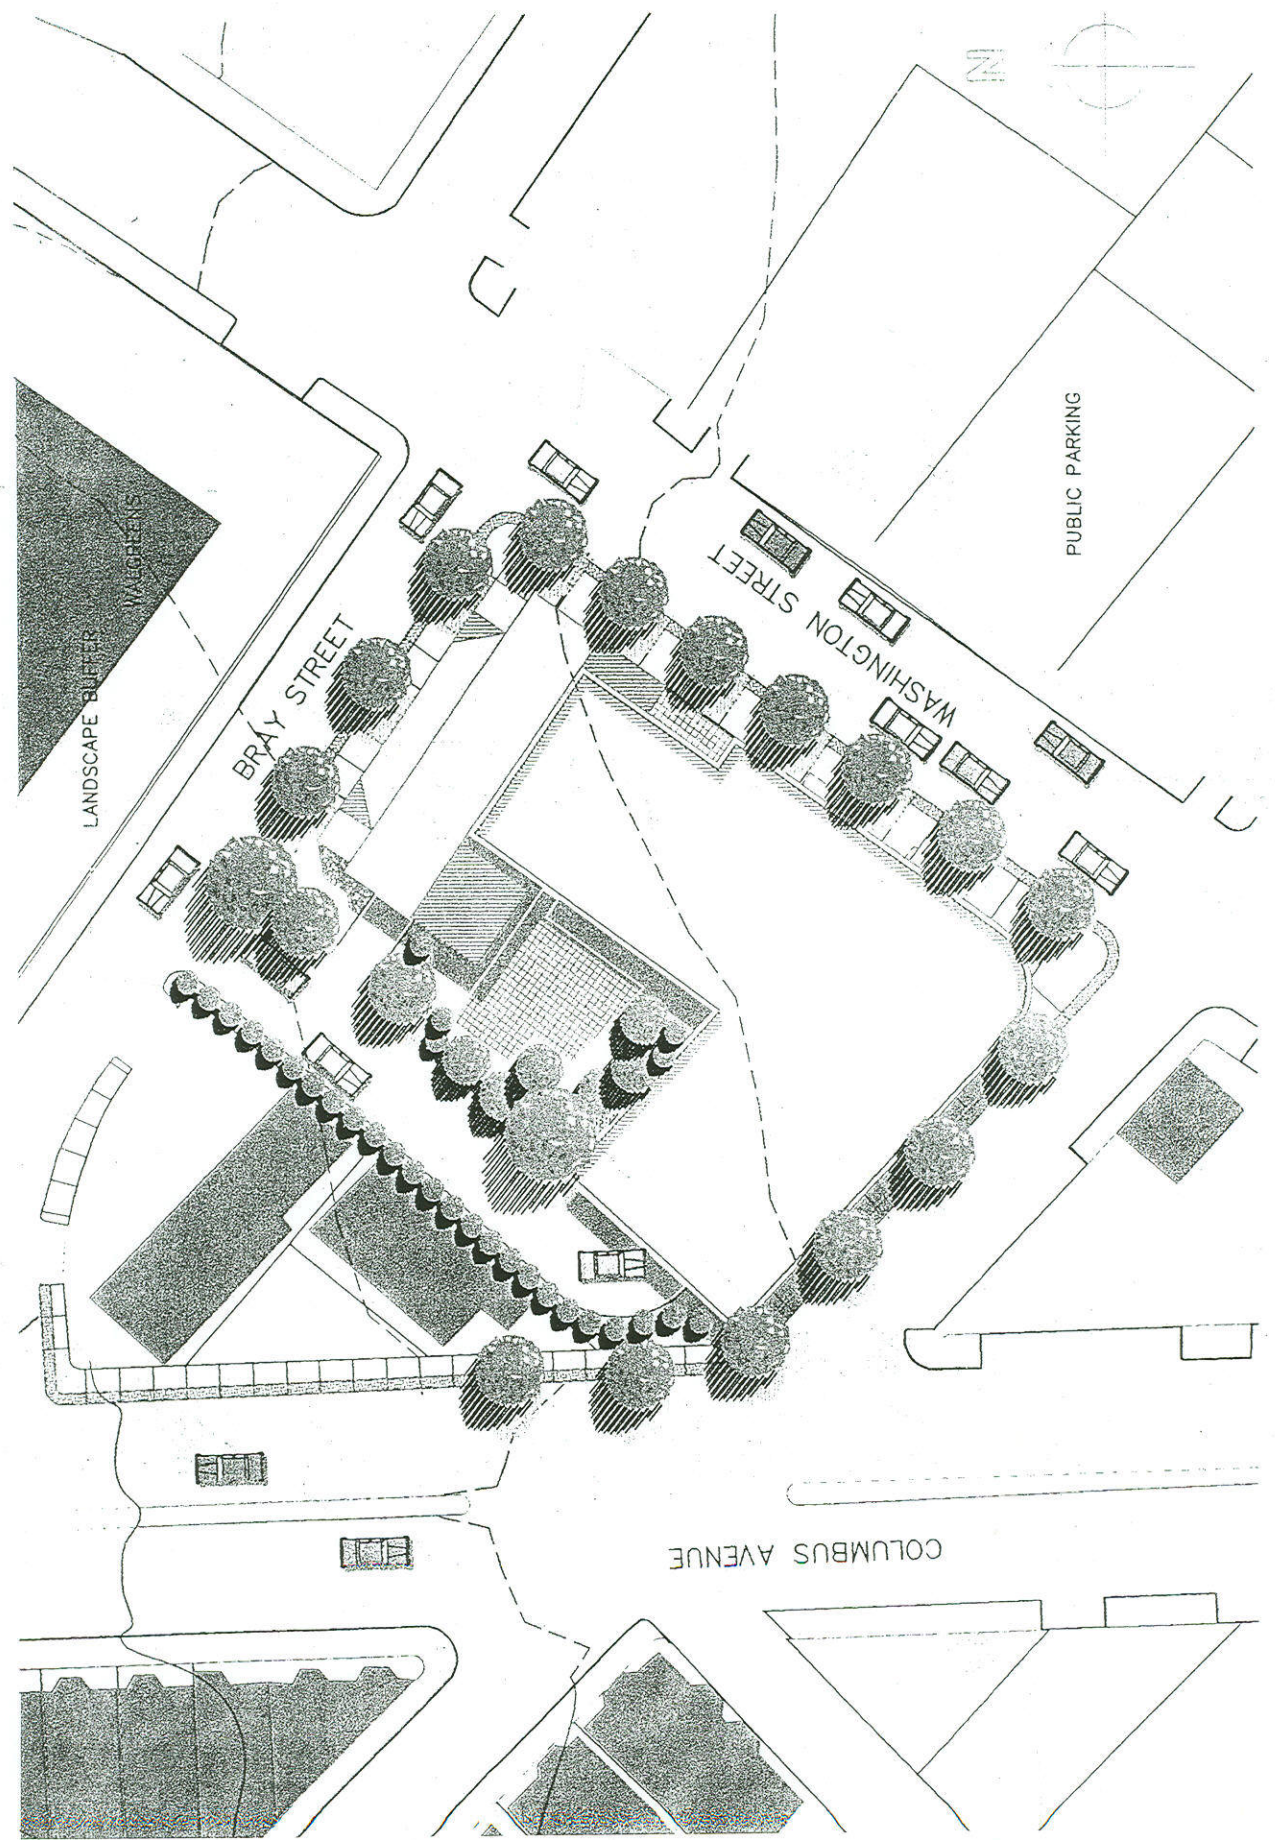 N
PUBLIC PARKING
WASHINGTON STREET
WALGREENS
LANDSCAPE BUFFER
BRAY STREET
COLUMBUS AVENUE